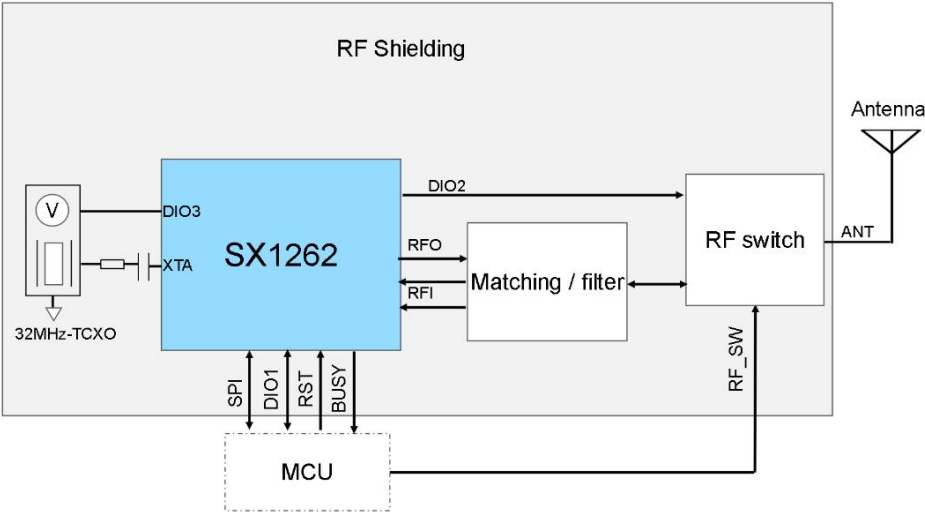 RF Shielding
Antenna
DIO2
V
DIO3
RF switch
ANT
RFO
SX1262
XTA
Matching / filter
RFI
32MHz-TCXO
SPI
DIO1
RST
BUSY
RF_SW
MCU